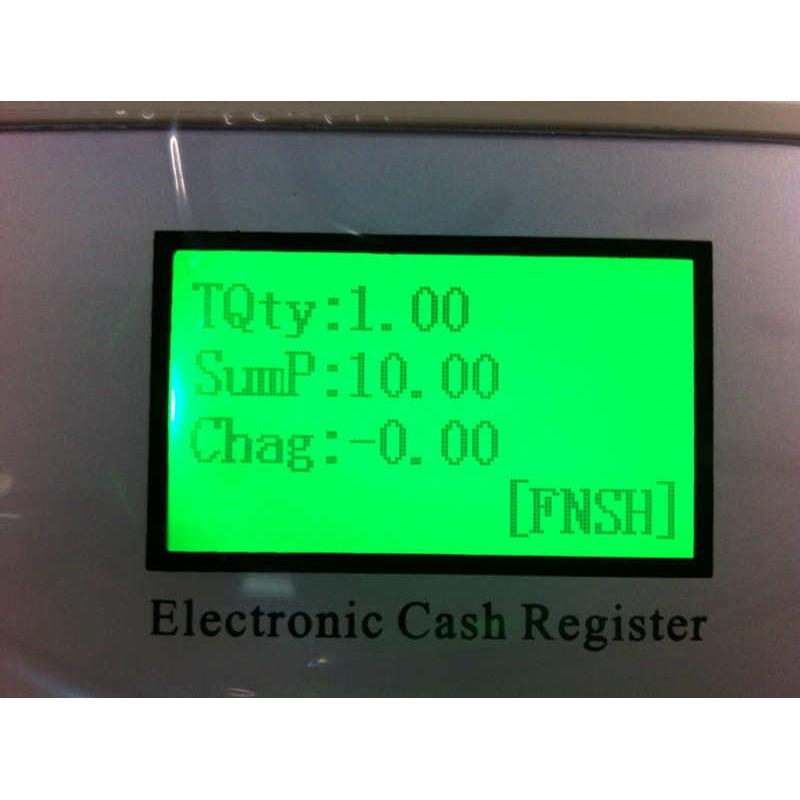 TQty:1.00
SumP:10.00
Chag:-0.00
[FNSH]
Electronic Cash Register